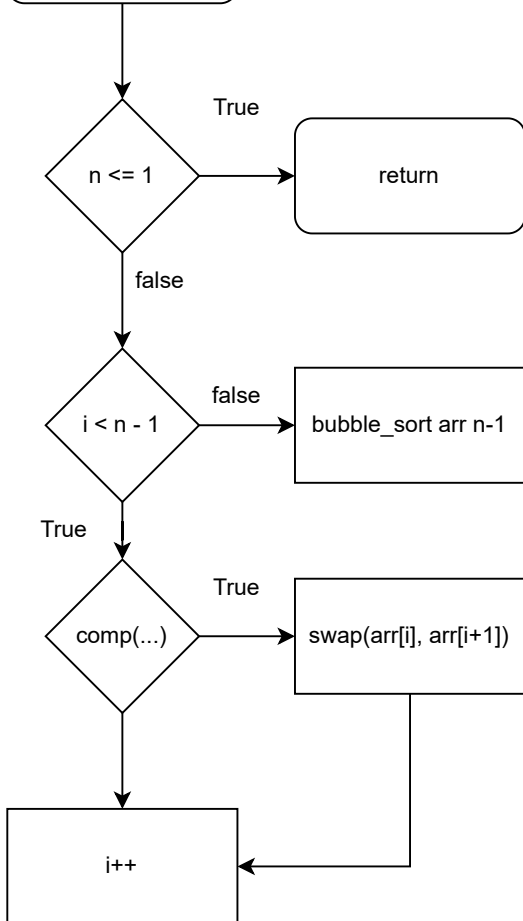 True
n <= 1
return
false
false
i < n - 1
bubble_sort arr n-1
True
True
comp(...)
swap(arr[i], arr[i+1])
i++